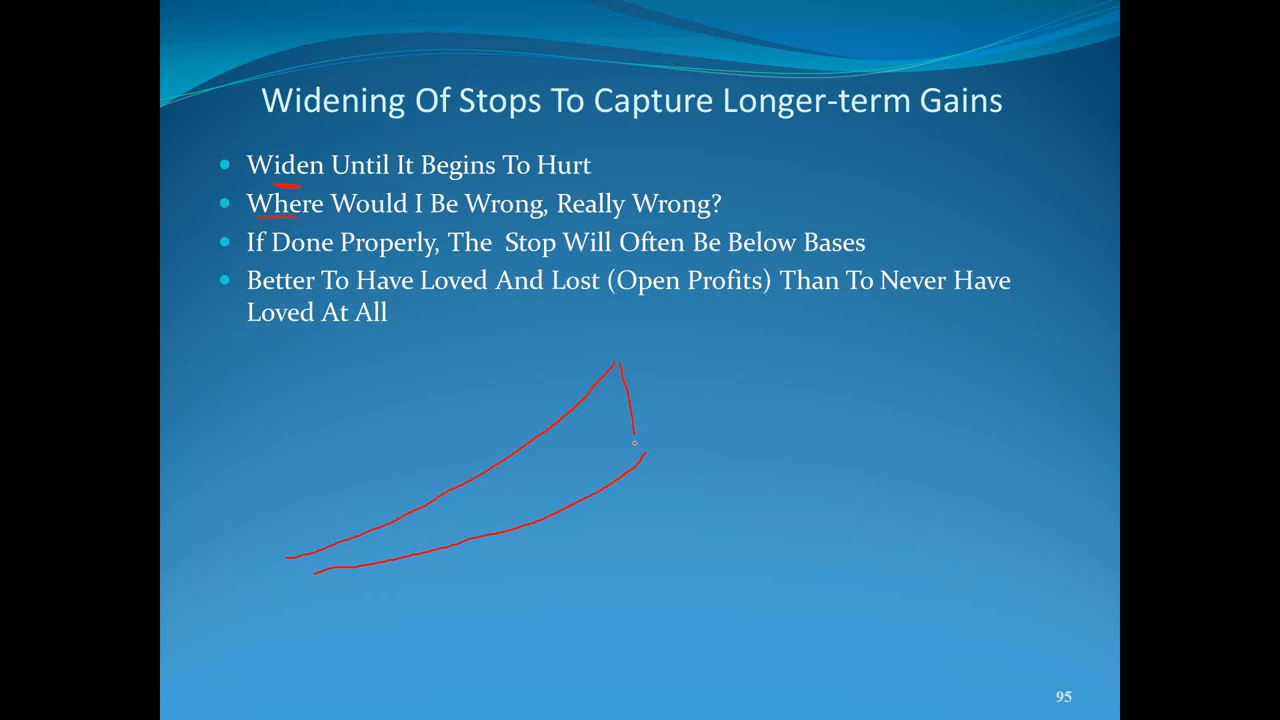 Widening Of Stops To Capture Longer-term Gains
Widen Until It Begins To Hurt
Where Would I Be Wrong, Really Wrong?
If Done Properly, The Stop Will Often Be Below Bases
Better To Have Loved And Lost (Open Profits) Than To Never Have
Loved At All
95